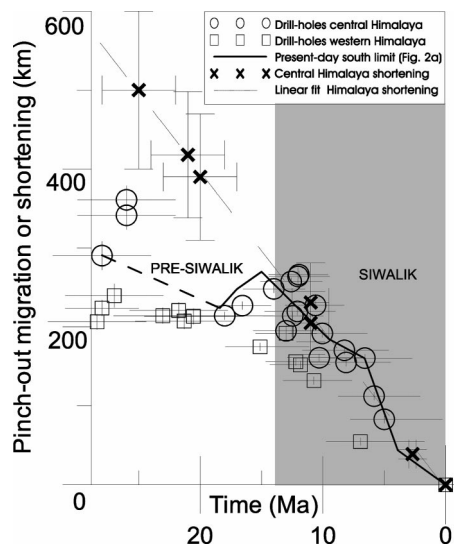 600
Drill-holes central Himalaya
Drill-holes western Himalaya
Present-day south limit (Fig. 2a)
Central Himalaya shortening
Linear fit Himalaya shortening
Pinch-out migration or shortening (km)
400
PRE-SIWALIK
SIWALIK
200
0
Time (Ma)
20
10
0